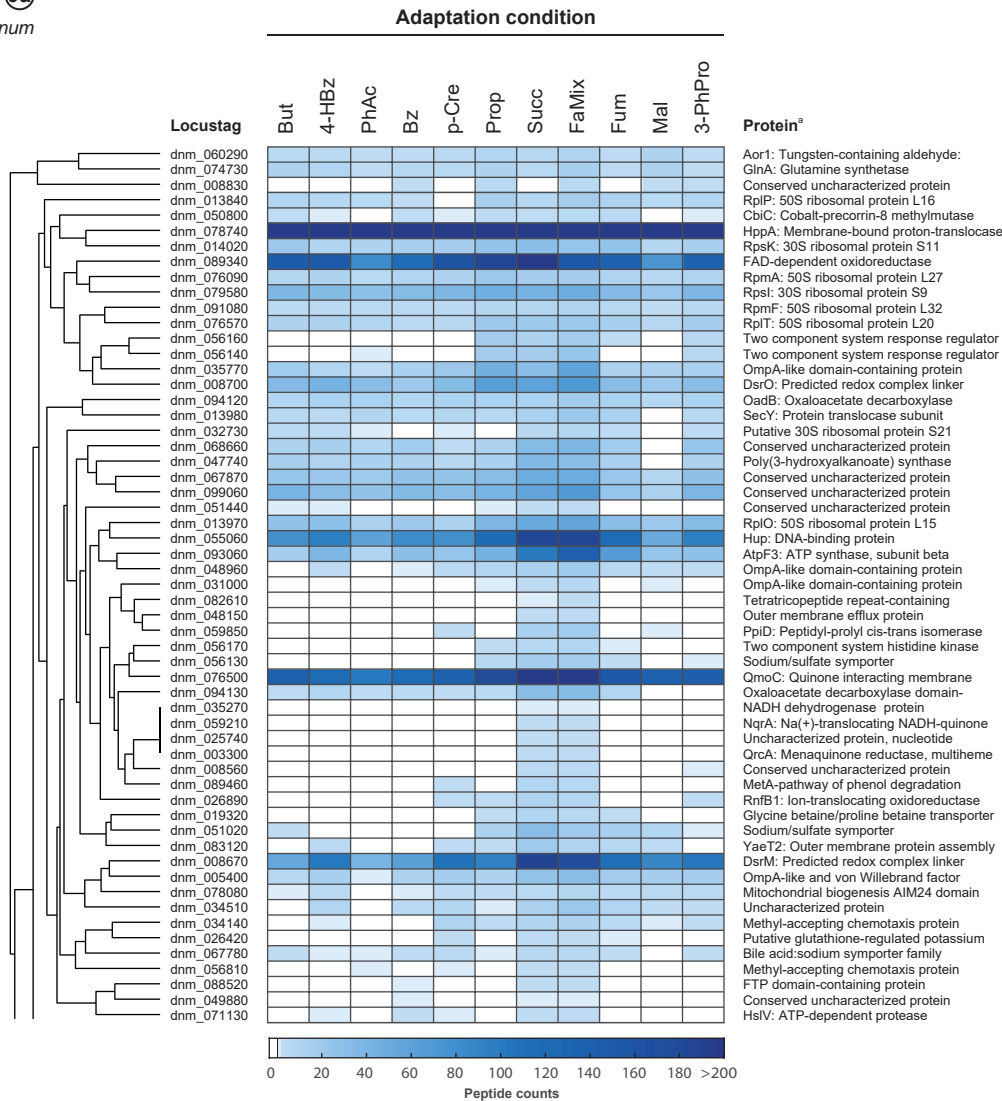 num
Adaptation condition
Locustag But 4-HBz PhAc Bz p-Cre Prop Succ FaMix Fum Mal 3-PhPro Proteinª
dnm_060290 Aor1: Tungsten-containing aldehyde:
dnm_074730 GlnA: Glutamine synthetase
dnm_008830 Conserved uncharacterized protein
dnm_013840 RplP: 50S ribosomal protein L16
dnm_050800 CbiC: Cobalt-precorrin-8 methylmutase
dnm_078740 HppA: Membrane-bound proton-translocase
dnm_014020 RpsK: 30S ribosomal protein S11
dnm_089340 FAD-dependent oxidoreductase
dnm_076090 RpmA: 50S ribosomal protein L27
dnm_079580 RpsI: 30S ribosomal protein S9
dnm_091080 RpmF: 50S ribosomal protein L32
dnm_076570 RplT: 50S ribosomal protein L20
dnm_056160 Two component system response regulator
dnm_056140 Two component system response regulator
dnm_035770 OmpA-like domain-containing protein
dnm_008700 DsrO: Predicted redox complex linker
dnm_094120 OadB: Oxaloacetate decarboxylase
dnm_013980 SecY: Protein translocase subunit
dnm_032730 Putative 30S ribosomal protein S21
dnm_068660 Conserved uncharacterized protein
dnm_047740 Poly(3-hydroxyalkanoate) synthase
dnm_067870 Conserved uncharacterized protein
dnm_099060 Conserved uncharacterized protein
dnm_051440 Conserved uncharacterized protein
dnm_013970 RplO: 50S ribosomal protein L15
dnm_055060 Hup: DNA-binding protein
dnm_093060 AtpF3: ATP synthase, subunit beta
dnm_048960 OmpA-like domain-containing protein
dnm_031000 OmpA-like domain-containing protein
dnm_082610 Tetratricopeptide repeat-containing
dnm_048150 Outer membrane efflux protein
dnm_059850 PpiD: Peptidyl-prolyl cis-trans isomerase
dnm_056170 Two component system histidine kinase
dnm_056130 Sodium/sulfate symporter
dnm_076500 QmoC: Quinone interacting membrane
dnm_094130 Oxaloacetate decarboxylase domain-
dnm_035270 NADH dehydrogenase  protein
dnm_059210 NqrA: Na(+)-translocating NADH-quinone
dnm_025740 Uncharacterized protein, nucleotide
dnm_003300 QrcA: Menaquinone reductase, multiheme
dnm_008560 Conserved uncharacterized protein
dnm_089460 MetA-pathway of phenol degradation
dnm_026890 RnfB1: Ion-translocating oxidoreductase
dnm_019320 Glycine betaine/proline betaine transporter
dnm_051020 Sodium/sulfate symporter
dnm_083120 YaeT2: Outer membrane protein assembly
dnm_008670 DsrM: Predicted redox complex linker
dnm_005400 OmpA-like and von Willebrand factor
dnm_078080 Mitochondrial biogenesis AIM24 domain
dnm_034510 Uncharacterized protein
dnm_034140 Methyl-accepting chemotaxis protein
dnm_026420 Putative glutathione-regulated potassium
dnm_067780 Bile acid:sodium symporter family
dnm_056810 Methyl-accepting chemotaxis protein
dnm_088520 FTP domain-containing protein
dnm_049880 Conserved uncharacterized protein
dnm_071130 HslV: ATP-dependent protease
0 20 40 60 80 100 120 140 160 180 >200
Peptide counts